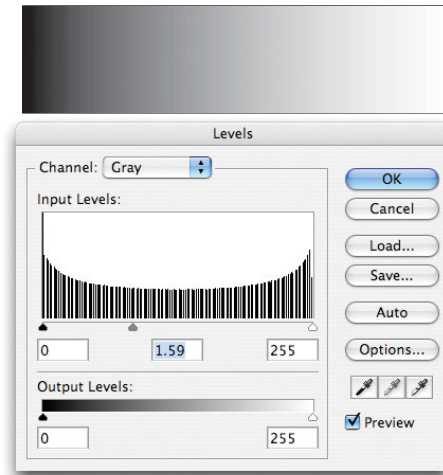 Levels
Channel: Gray
OK
Input Levels:
Cancel
Load...
Save...
Auto
0 1.59 255
Options...
Output Levels:
Preview
0 255